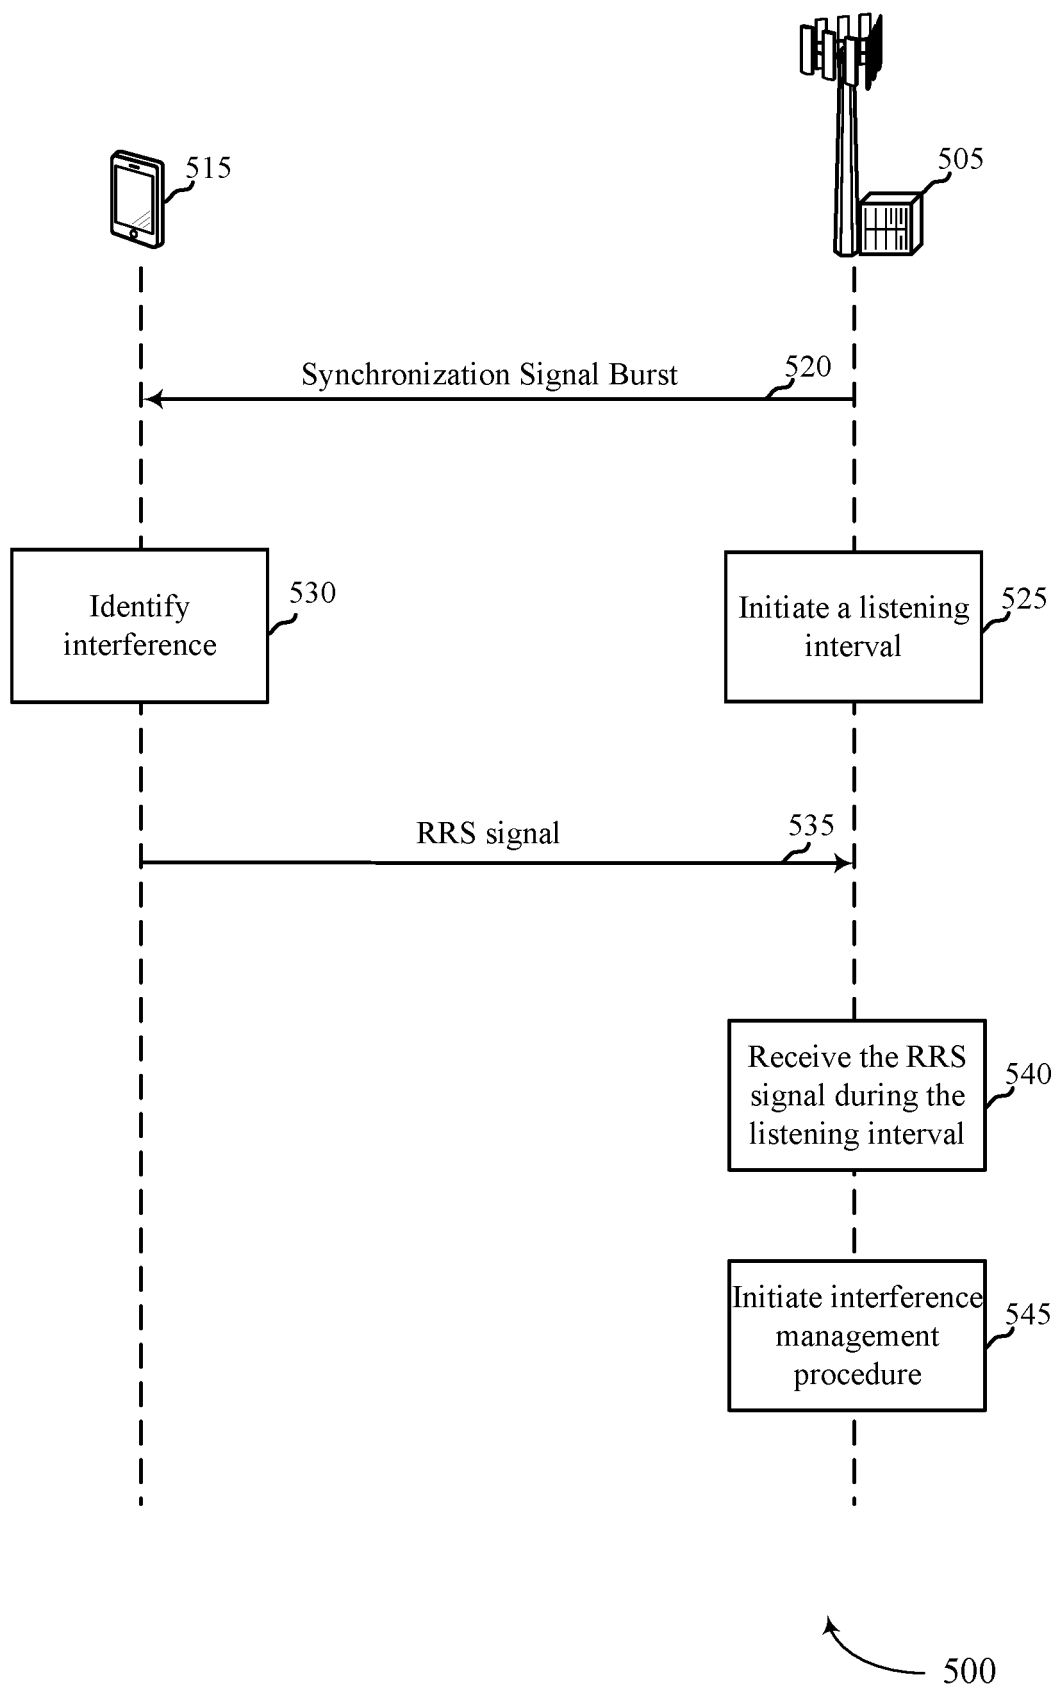 515
505
Synchronization Signal Burst
520
Identify
interference
530
Initiate a listening
interval
525
RRS signal
535
Receive the RRS
signal during the
listening interval
540
Initiate interference
management
procedure
545
500